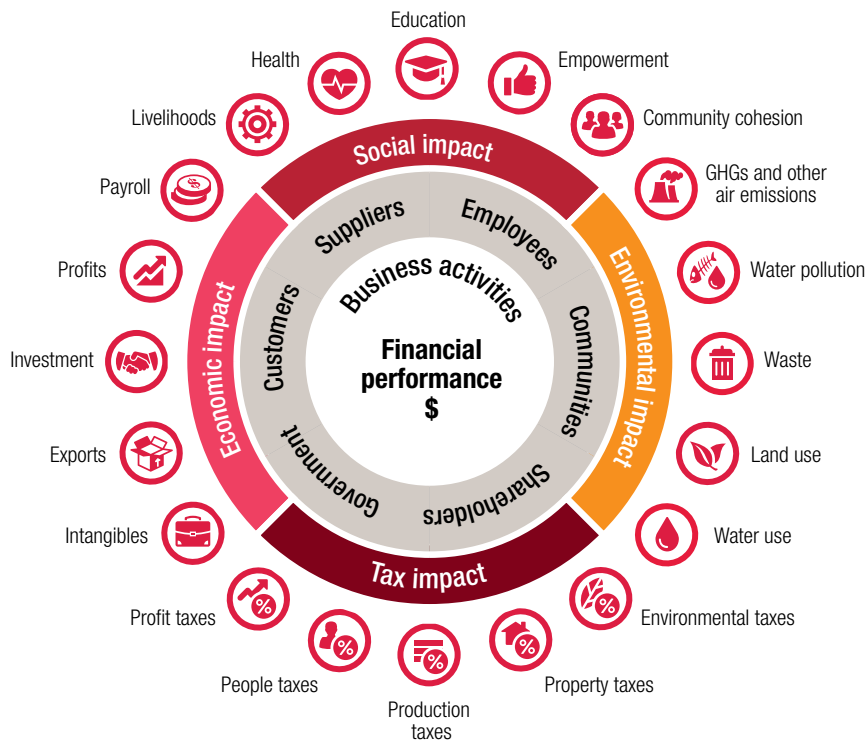 Education
Health
Empowerment
Livelihoods
Community cohesion
Payroll
GHGs and other
air emissions
Profits
Water pollution
Investment
Waste
Exports
Land use
Intangibles
Water use
Profit taxes
Environmental taxes
People taxes
Property taxes
Production
taxes
Social impact
Environmental impact
Tax impact
Economic impact
Suppliers
Employees
Communities
Shareholders
Government
Customers
Business activities
Financial
performance
$